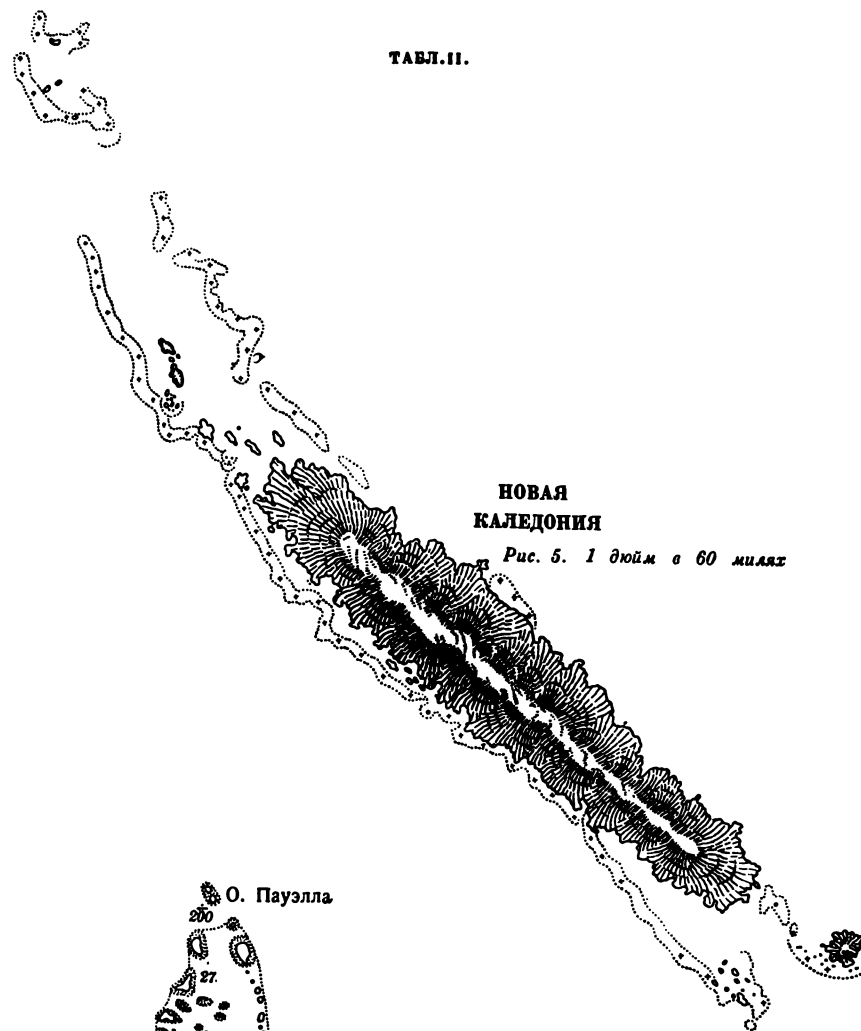 ТАБЛ.II.
НОВАЯ
КАЛЕДОНИЯ
Рис. 5. 1 дюйм в 60 милях
О. Пауэлла
200
27.